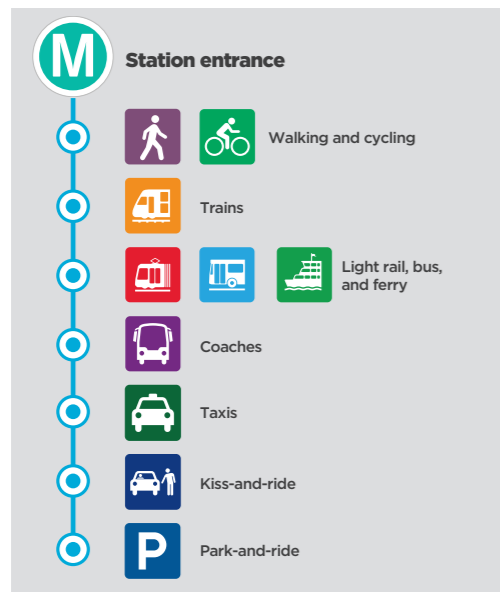 M
Station entrance
Walking and cycling
Trains
Light rail, bus,
and ferry
Coaches
Taxis
Kiss-and-ride
P
Park-and-ride